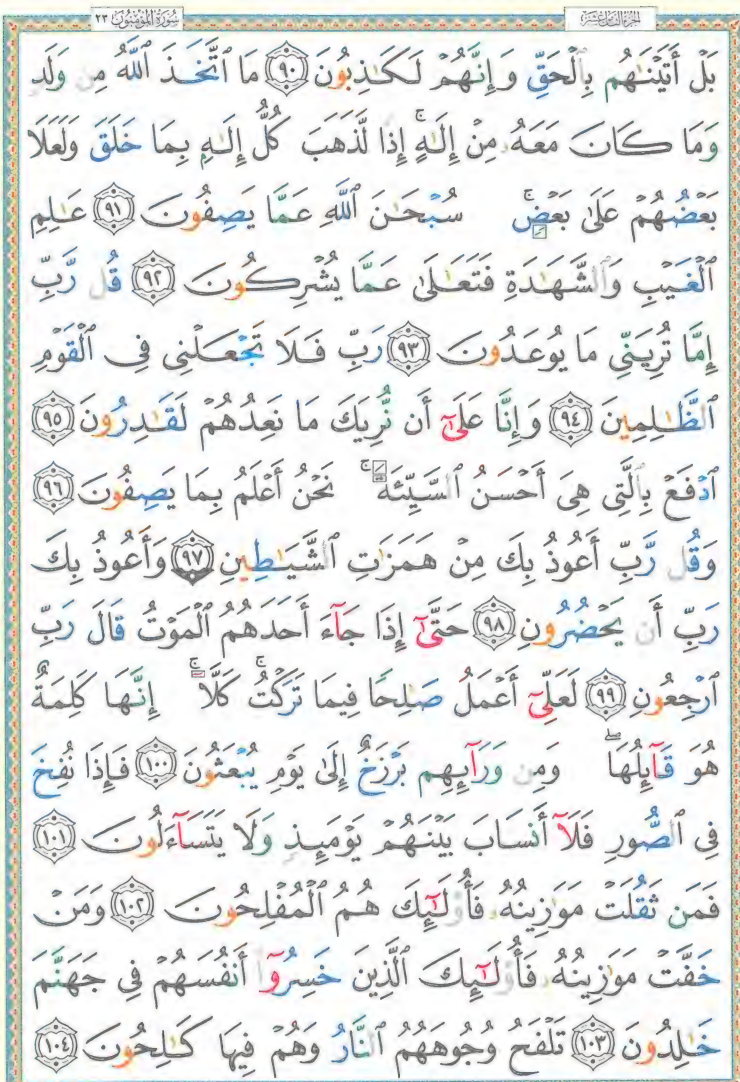 سُورَةُ المُؤْمِنُونَ ٢٣
الجزء الثامن عشر
بَلْ أَتَيْنَـٰهُم بِٱلْحَقِّ وَإِنَّهُمْ لَكَـٰذِبُونَ ٩٠ مَا ٱتَّخَذَ ٱللَّهُ مِن وَلَدٍ
وَمَا كَانَ مَعَهُۥ مِنْ إِلَـٰهٍ ۚ إِذًا لَّذَهَبَ كُلُّ إِلَـٰهٍۭ بِمَا خَلَقَ وَلَعَلَا
بَعْضُهُمْ عَلَىٰ بَعْضٍ ۚ سُبْحَـٰنَ ٱللَّهِ عَمَّا يَصِفُونَ ٩١ عَـٰلِمِ
ٱلْغَيْبِ وَٱلشَّهَـٰدَةِ فَتَعَـٰلَىٰ عَمَّا يُشْرِكُونَ ٩٢ قُل رَّبِّ
إِمَّا تُرِيَنِّى مَا يُوعَدُونَ ٩٣ رَبِّ فَلَا تَجْعَلْنِى فِى ٱلْقَوْمِ
ٱلظَّـٰلِمِينَ ٩٤ وَإِنَّا عَلَىٰٓ أَن نُّرِيَكَ مَا نَعِدُهُمْ لَقَـٰدِرُونَ ٩٥
ٱدْفَعْ بِٱلَّتِى هِىَ أَحْسَنُ ٱلسَّيِّئَةَ ۚ نَحْنُ أَعْلَمُ بِمَا يَصِفُونَ ٩٦
وَقُل رَّبِّ أَعُوذُ بِكَ مِنْ هَمَزَٰتِ ٱلشَّيَـٰطِينِ ٩٧ وَأَعُوذُ بِكَ
رَبِّ أَن يَحْضُرُونِ ٩٨ حَتَّىٰٓ إِذَا جَآءَ أَحَدَهُمُ ٱلْمَوْتُ قَالَ رَبِّ
ٱرْجِعُونِ ٩٩ لَعَلِّىٓ أَعْمَلُ صَـٰلِحًا فِيمَا تَرَكْتُ ۚ كَلَّآ ۚ إِنَّهَا كَلِمَةٌ
هُوَ قَآئِلُهَا ۖ وَمِن وَرَآئِهِم بَرْزَخٌ إِلَىٰ يَوْمِ يُبْعَثُونَ ١٠٠ فَإِذَا نُفِخَ
فِى ٱلصُّورِ فَلَآ أَنسَابَ بَيْنَهُمْ يَوْمَئِذٍ وَلَا يَتَسَآءَلُونَ ١٠١
فَمَن ثَقُلَتْ مَوَٰزِينُهُۥ فَأُو۟لَـٰٓئِكَ هُمُ ٱلْمُفْلِحُونَ ١٠٢ وَمَنْ
خَفَّتْ مَوَٰزِينُهُۥ فَأُو۟لَـٰٓئِكَ ٱلَّذِينَ خَسِرُوٓا۟ أَنفُسَهُمْ فِى جَهَنَّمَ
خَـٰلِدُونَ ١٠٣ تَلْفَحُ وُجُوهَهُمُ ٱلنَّارُ وَهُمْ فِيهَا كَـٰلِحُونَ ١٠٤